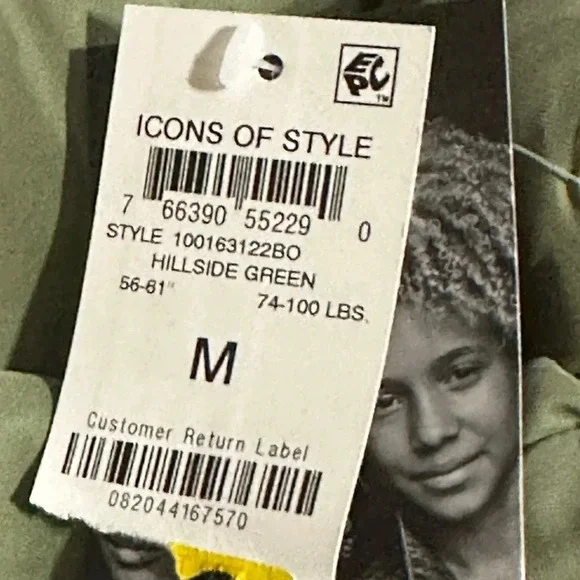 EPC™
ICONS OF STYLE
7 66390 55229 0
STYLE 100163122BO
HILLSIDE GREEN
56-61" 74-100 LBS.
M
Customer Return Label
082044167570